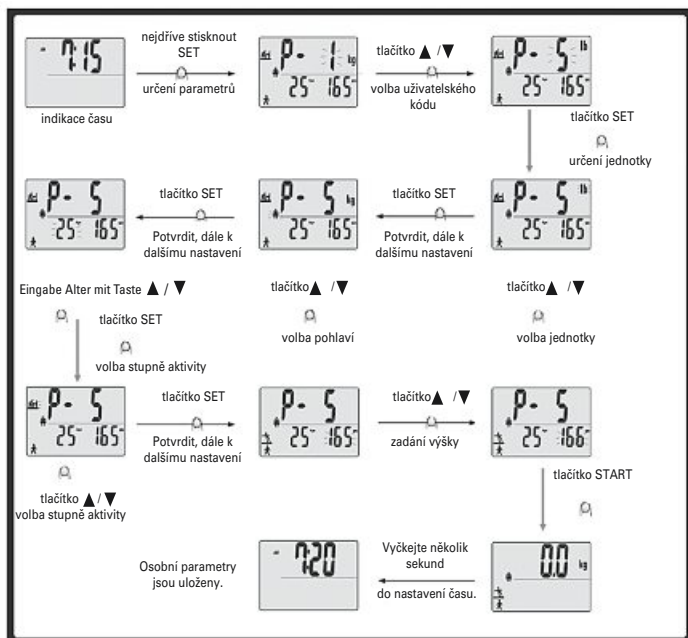 7:15
indikace času
nejdříve stisknout
SET
určení parametrů
P- 1 kg
25 165
tlačítko ▲ / ▼
volba uživatelského
kódu
P- 5 lb
25 165
tlačítko SET
určení jednotky
P- 5 lb
25 165
tlačítko ▲ / ▼
volba jednotky
tlačítko SET
Potvrdit, dále k
dalšímu nastavení
P- 5 kg
25 165
tlačítko ▲ / ▼
volba pohlaví
tlačítko SET
Potvrdit, dále k
dalšímu nastavení
P- 5
25 165
Eingabe Alter mit Taste ▲ / ▼
tlačítko SET
volba stupně aktivity
P- 5
25 165
tlačítko ▲ / ▼
volba stupně aktivity
tlačítko SET
Potvrdit, dále k
dalšímu nastavení
P- 5
25 165
tlačítko ▲ / ▼
zadání výšky
P- 5
25 166
tlačítko START
0.0 kg
Vyčkejte několik
sekund
do nastavení času.
7:20
Osobní parametry
jsou uloženy.